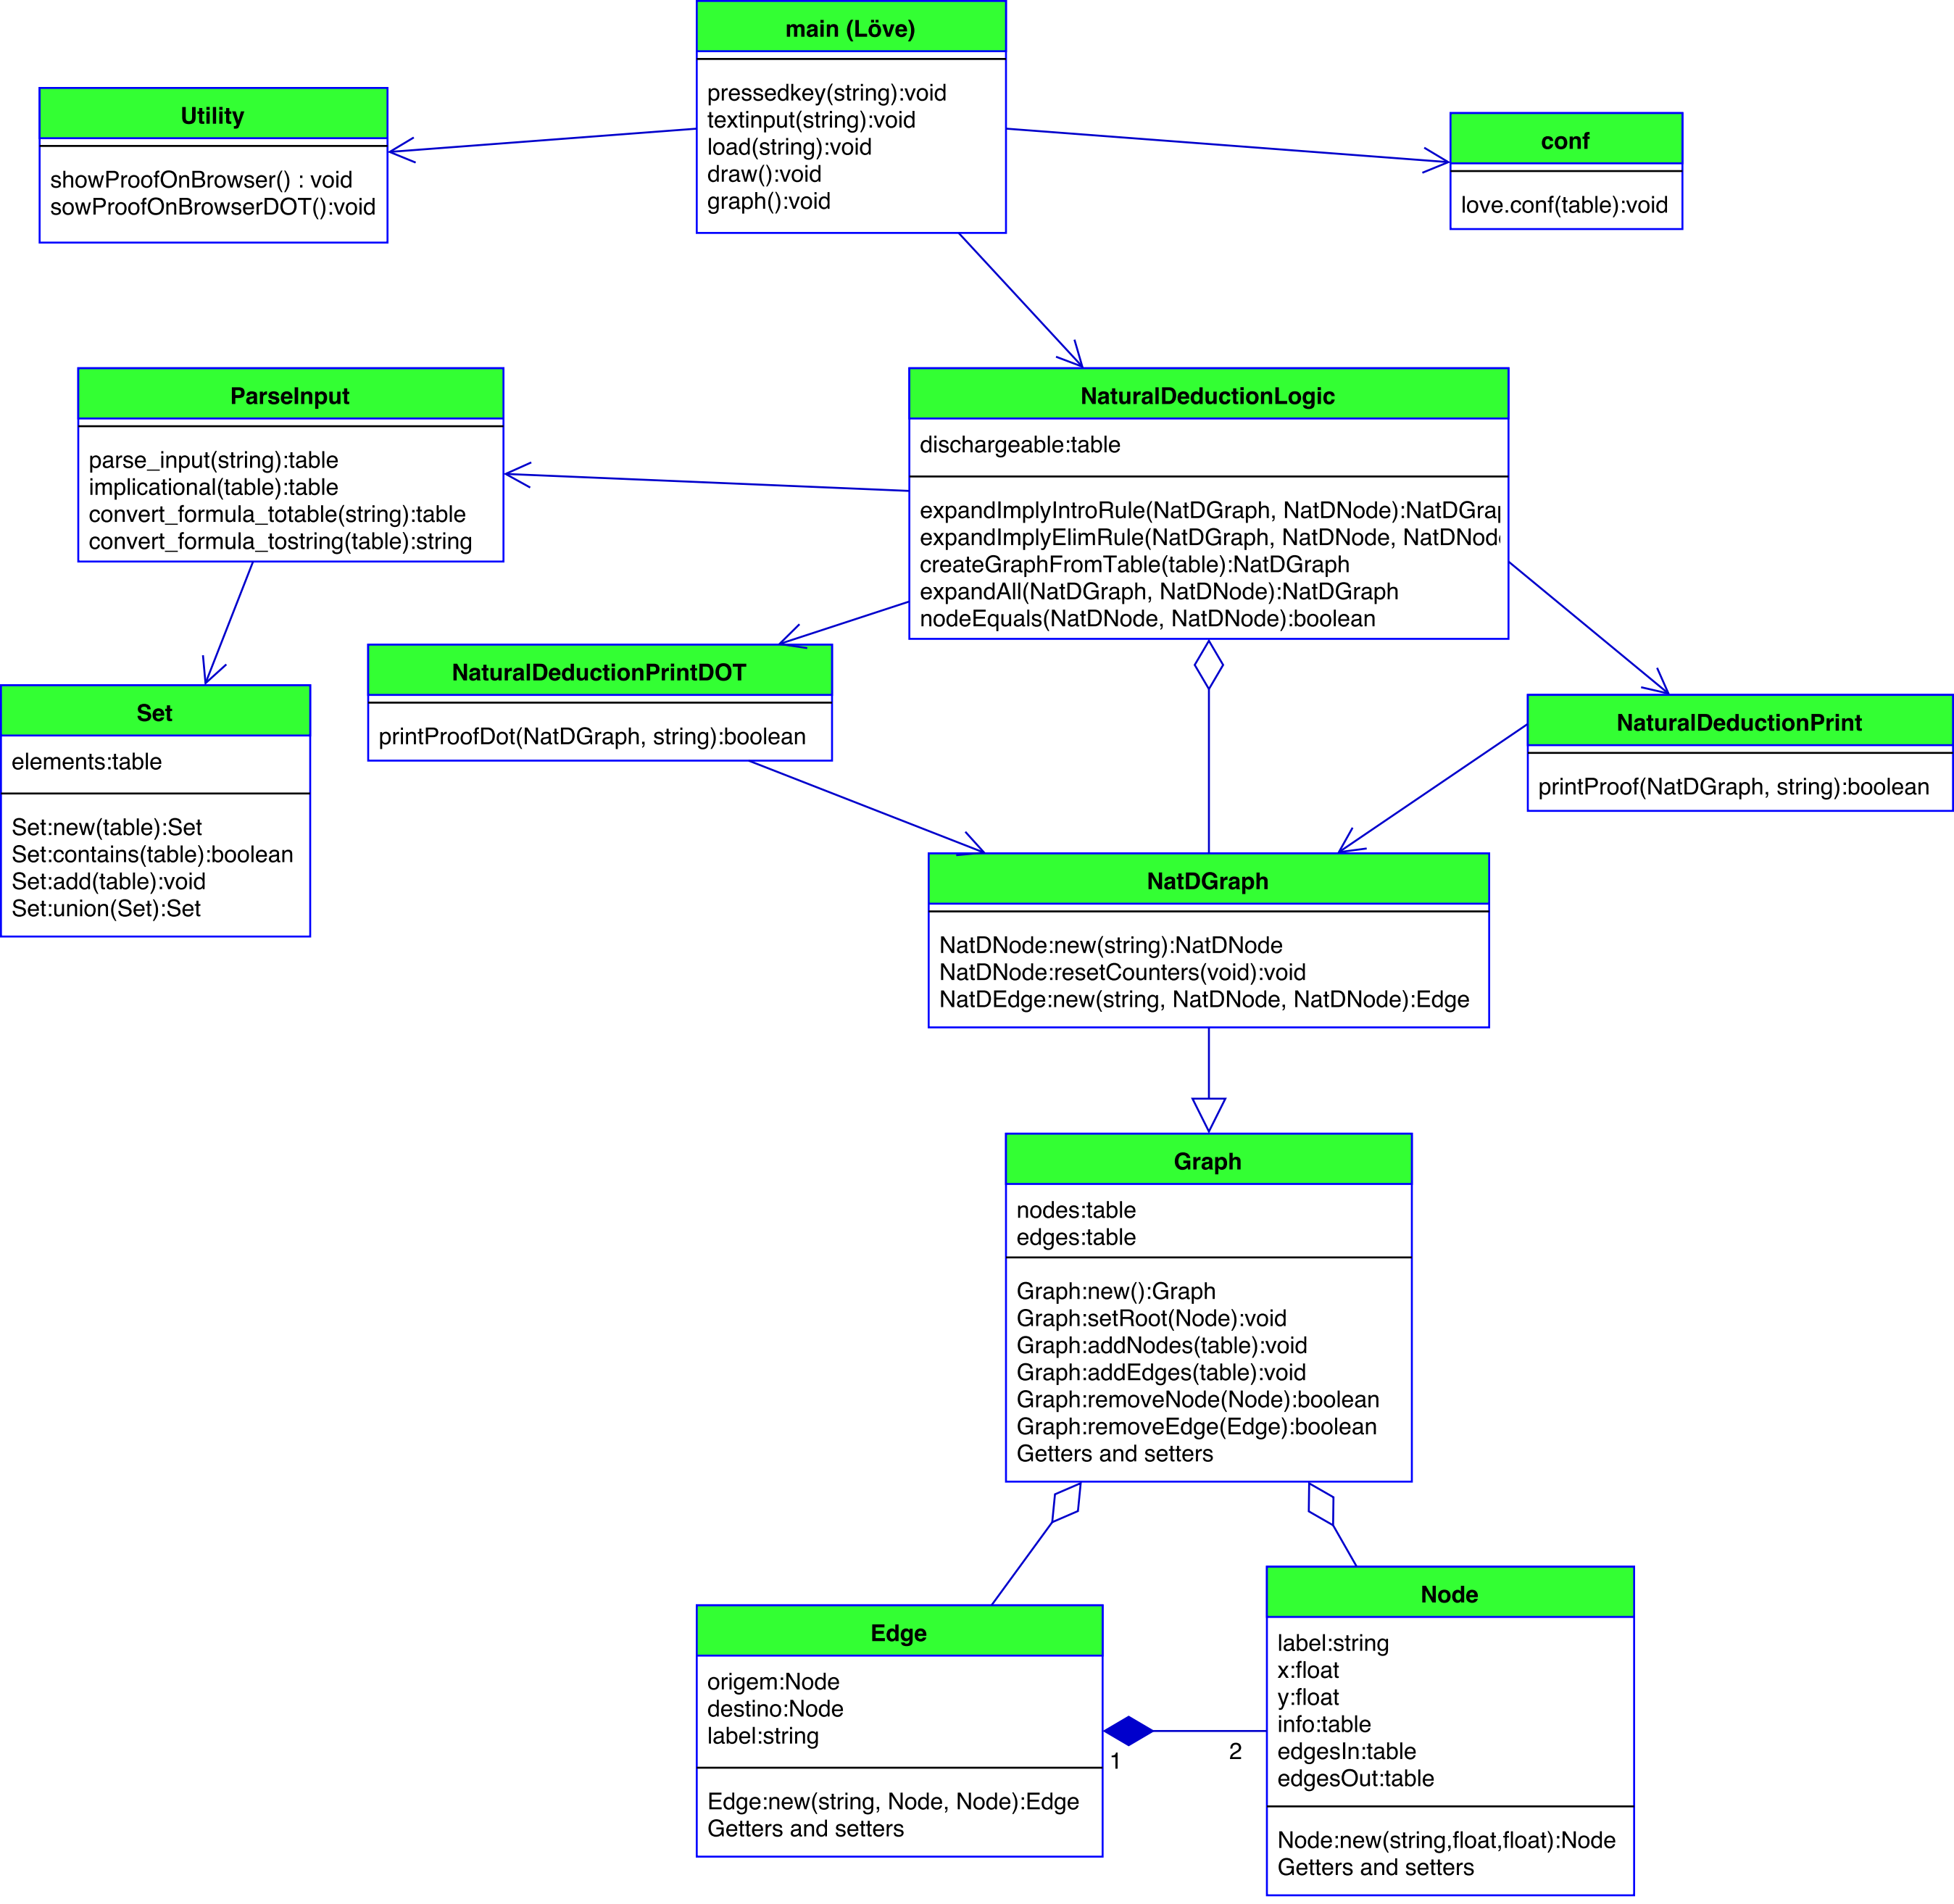 main (Löve)
pressedkey(string):void
textinput(string):void
load(string):void
draw():void
graph():void
Utility
showProofOnBrowser() : void
sowProofOnBrowserDOT():void
conf
love.conf(table):void
ParseInput
parse_input(string):table
implicational(table):table
convert_formula_totable(string):table
convert_formula_tostring(table):string
NaturalDeductionLogic
dischargeable:table
expandImplyIntroRule(NatDGraph, NatDNode):NatDGra
expandImplyElimRule(NatDGraph, NatDNode, NatDNod
createGraphFromTable(table):NatDGraph
expandAll(NatDGraph, NatDNode):NatDGraph
nodeEquals(NatDNode, NatDNode):boolean
NaturalDeductionPrintDOT
printProofDot(NatDGraph, string):boolean
Set
elements:table
Set:new(table):Set
Set:contains(table):boolean
Set:add(table):void
Set:union(Set):Set
NaturalDeductionPrint
printProof(NatDGraph, string):boolean
NatDGraph
NatDNode:new(string):NatDNode
NatDNode:resetCounters(void):void
NatDEdge:new(string, NatDNode, NatDNode):Edge
Graph
nodes:table
edges:table
Graph:new():Graph
Graph:setRoot(Node):void
Graph:addNodes(table):void
Graph:addEdges(table):void
Graph:removeNode(Node):boolean
Graph:removeEdge(Edge):boolean
Getters and setters
Edge
origem:Node
destino:Node
label:string
Edge:new(string, Node, Node):Edge
Getters and setters
1
2
Node
label:string
x:float
y:float
info:table
edgesIn:table
edgesOut:table
Node:new(string,float,float):Node
Getters and setters